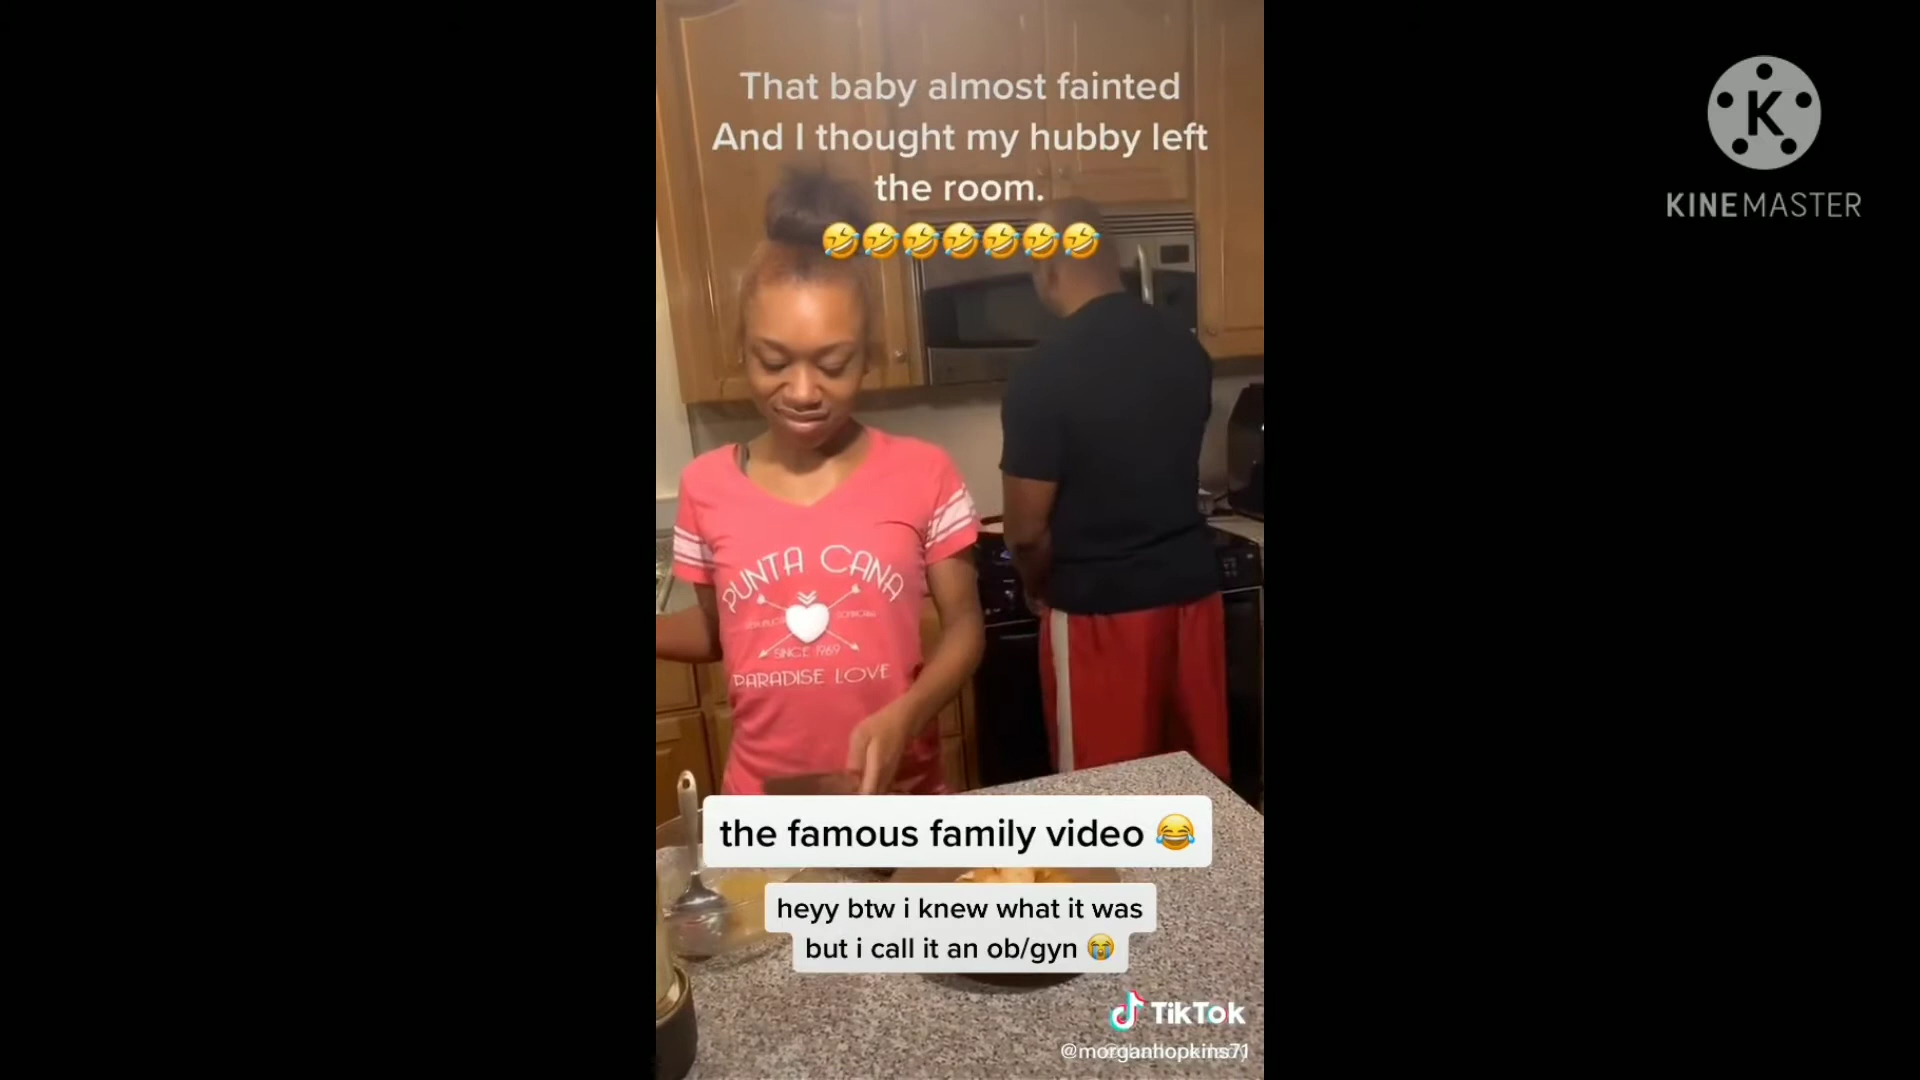 That baby almost fainted
And I thought my hubby left
the room.
🤣🤣🤣🤣🤣🤣🤣
K
KINEMASTER
PUNTA CANA
SINCE 1969
PARADISE LOVE
the famous family video 😂
heyy btw i knew what it was
but i call it an ob/gyn 😭
TikTok
@morganhopkins71